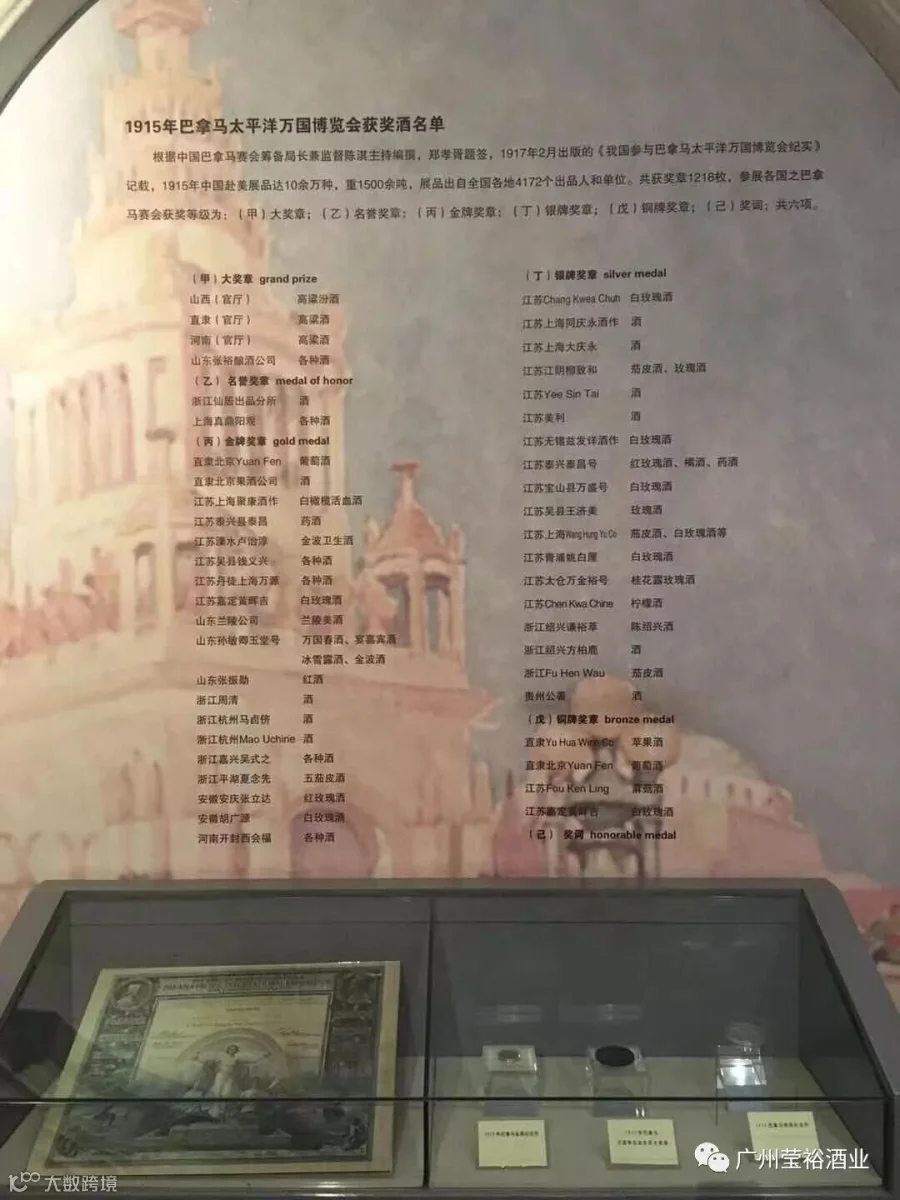 1915年巴拿马太平洋万国博览会获奖酒名单
根据中国巴拿马赛会筹备局长兼监督陈淇主持编撰，郑孝胥题签，1917年2月出版的《我国参与巴拿马太平洋万国博览会纪实》
记载，1915年中国赴美展品达10余万种，重1500余吨，展品出自全国各地4172个出品人和单位。共获奖章1218枚，参展各国之巴拿
马赛会获奖等级为：（甲）大奖章；（乙）名誉奖章；（丙）金牌奖章；（丁）银牌奖章；（戊）铜牌奖章；（己）奖词；共六项。
（甲）大奖章 grand prize
山西（官厅） 高粱汾酒
直隶（官厅） 高粱酒
河南（官厅） 高粱酒
山东张裕酿酒公司 各种酒
（乙）名誉奖章 medal of honor
浙江仙居出品分所 酒
上海真鼎阳观 各种酒
（丙）金牌奖章 gold medal
直隶北京Yuan Fen 葡萄酒
直隶北京果酒公司 酒
江苏上海聚康酒作 白橄榄活血酒
江苏泰兴县泰昌 药酒
江苏溧水卢治淳 金波卫生酒
江苏吴县钱义兴 各种酒
江苏丹徒上海万源 各种酒
江苏嘉定黄晖吉 白玫瑰酒
山东兰陵公司 兰陵美酒
山东孙敏卿玉堂号 万国春酒、宴嘉宾酒
冰雪露酒、金波酒
山东张振勋 红酒
浙江周清 酒
浙江杭州马卣侪 酒
浙江杭州Mao Uchine 酒
浙江嘉兴吴式之 各种酒
浙江平湖夏念先 五茄皮酒
安徽安庆张立达 红玫瑰酒
安徽胡广源 白玫瑰酒
河南开封西会福 各种酒
（丁）银牌奖章 silver medal
江苏Chang Kwea Chuh 白玫瑰酒
江苏上海同庆永酒作 酒
江苏上海大庆永 酒
江苏江阴柳致和 茄皮酒、玫瑰酒
江苏Yee Sin Tai 酒
江苏美利 酒
江苏无锡兹发详酒作 白玫瑰酒
江苏泰兴泰昌号 红玫瑰酒、橘酒、药酒
江苏宝山县万盛号 白玫瑰酒
江苏吴县王济美 玫瑰酒
江苏上海Wang Hung Yu Co 茄皮酒、白玫瑰酒等
江苏青浦姚白厘 白玫瑰酒
江苏太仓万金裕号 桂花露玫瑰酒
江苏Chen Kwa Chine 柠檬酒
浙江绍兴谦裕萃 陈绍兴酒
浙江绍兴方柏鹿 酒
浙江Fu Hen Wau 茄皮酒
贵州公署 酒
（戊）铜牌奖章 bronze medal
直隶Yu Hua Wine Co 苹果酒
直隶北京Yuan Fen 葡萄酒
江苏Fou Ken Ling 蘑菇酒
江苏嘉定黄晖吉 白玫瑰酒
（己） 奖词 honorable medal
广州莹裕酒业
大数跨境